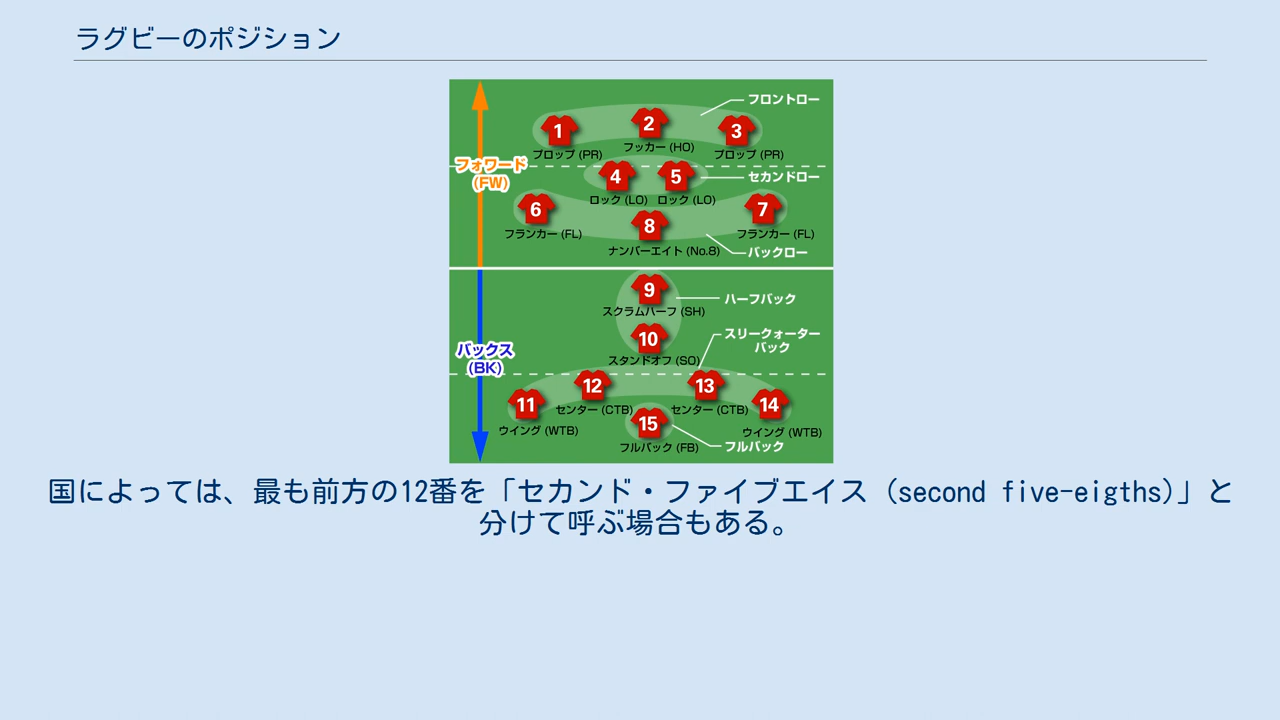 ラグビーのポジション
フロントロー
1 2 3
プロップ (PR) フッカー (HO) プロップ (PR)
フォワード
(FW)
4 5 セカンドロー
ロック (LO) ロック (LO)
6 8 7
フランカー (FL) フランカー (FL)
ナンバーエイト (No.8) バックロー
9 ハーフバック
スクラムハーフ (SH)
10 スリークォーター
バック
スタンドオフ (SO)
バックス
(BK)
12 13
11 センター (CTB) センター (CTB) 14
15
ウイング (WTB) ウイング (WTB)
フルバック (FB) フルバック
国によっては、最も前方の12番を「セカンド・ファイブエイス（second five-eigths)」と
分けて呼ぶ場合もある。